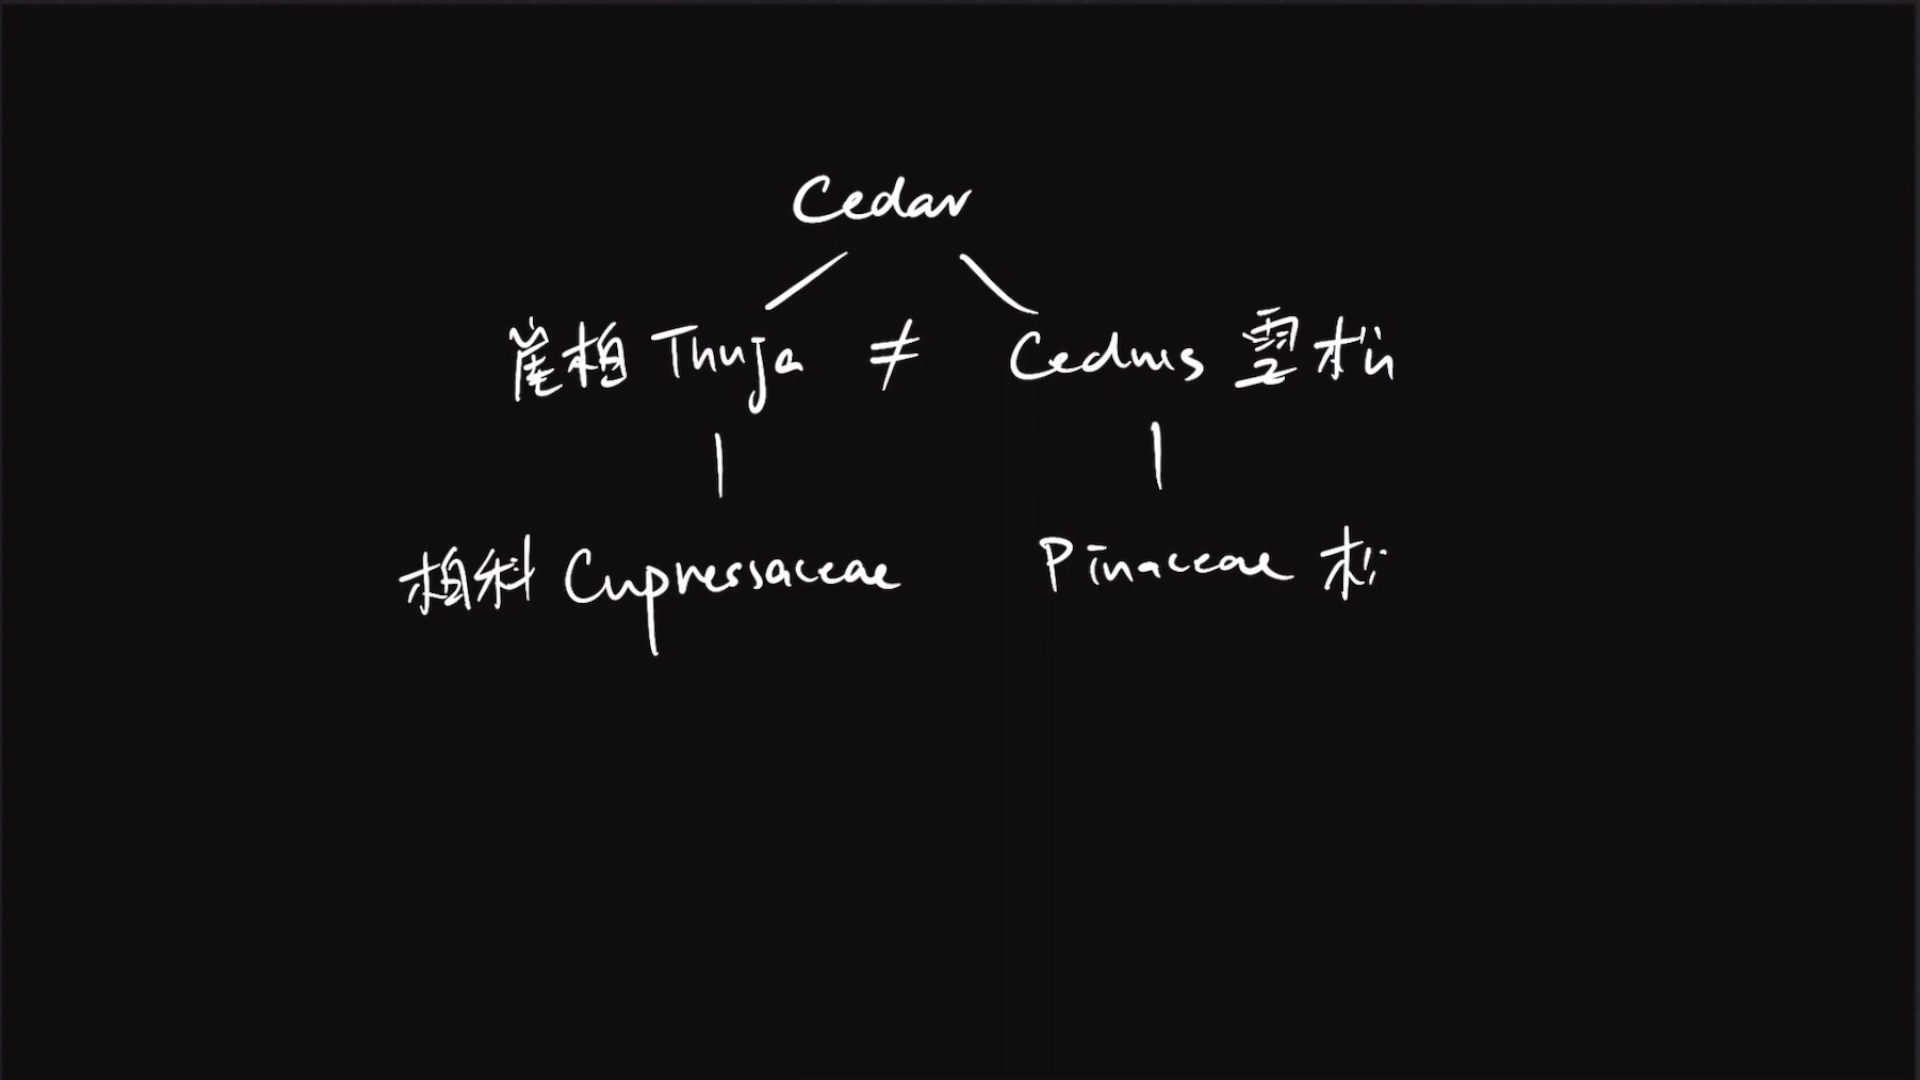 Cedar
崖柏 Thuja ≠ Cedrus 雪松
柏科 Cupressaceae Pinaceae